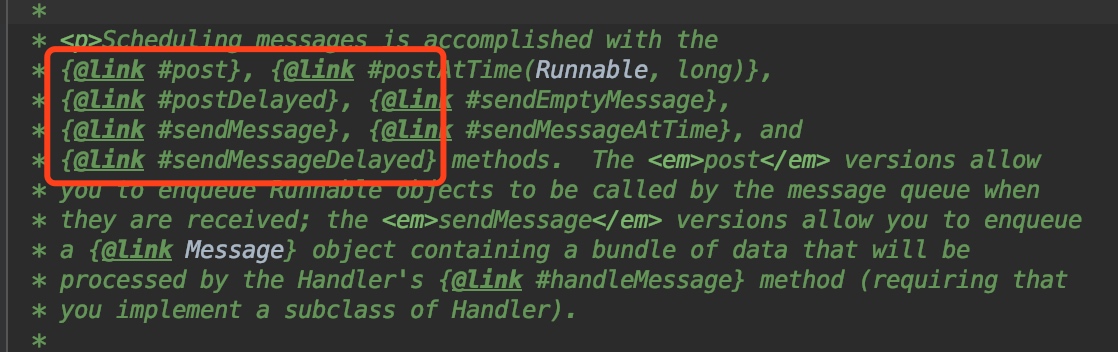 *
* <p>Scheduling messages is accomplished with the
* {@link #post}, {@link #postAtTime(Runnable, long)},
* {@link #postDelayed}, {@link #sendEmptyMessage},
* {@link #sendMessage}, {@link #sendMessageAtTime}, and
* {@link #sendMessageDelayed} methods.  The <em>post</em> versions allow
* you to enqueue Runnable objects to be called by the message queue when
* they are received; the <em>sendMessage</em> versions allow you to enqueue
* a {@link Message} object containing a bundle of data that will be
* processed by the Handler's {@link #handleMessage} method (requiring that
* you implement a subclass of Handler).
*